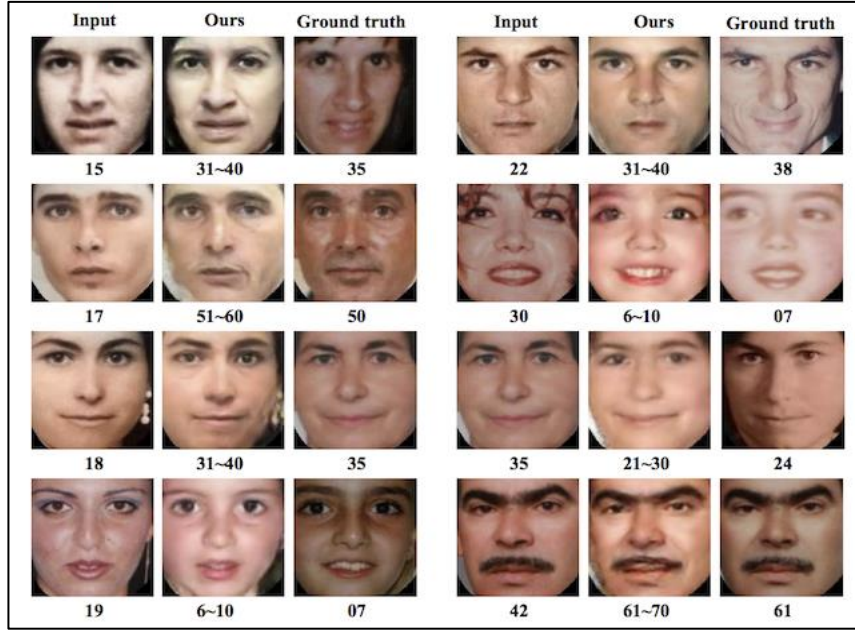 Input Ours Ground truth Input Ours Ground truth
15 31~40 35 22 31~40 38
17 51~60 50 30 6~10 07
18 31~40 35 35 21~30 24
19 6~10 07 42 61~70 61